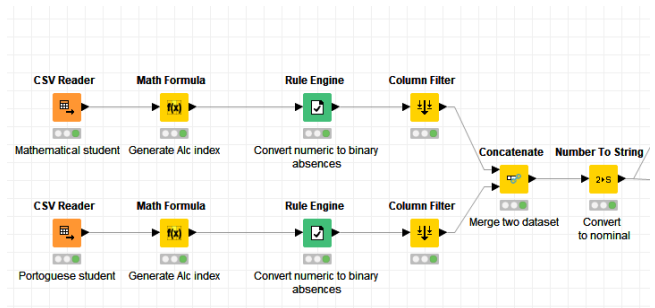 CSV Reader
Math Formula
Rule Engine
Column Filter
f(x)
Mathematical student
Generate Alc index
Convert numeric to binary
absences
Concatenate
Number To String
2▸S
Merge two dataset
Convert
to nominal
CSV Reader
Math Formula
Rule Engine
Column Filter
f(x)
Portoguese student
Generate Alc index
Convert numeric to binary
absences